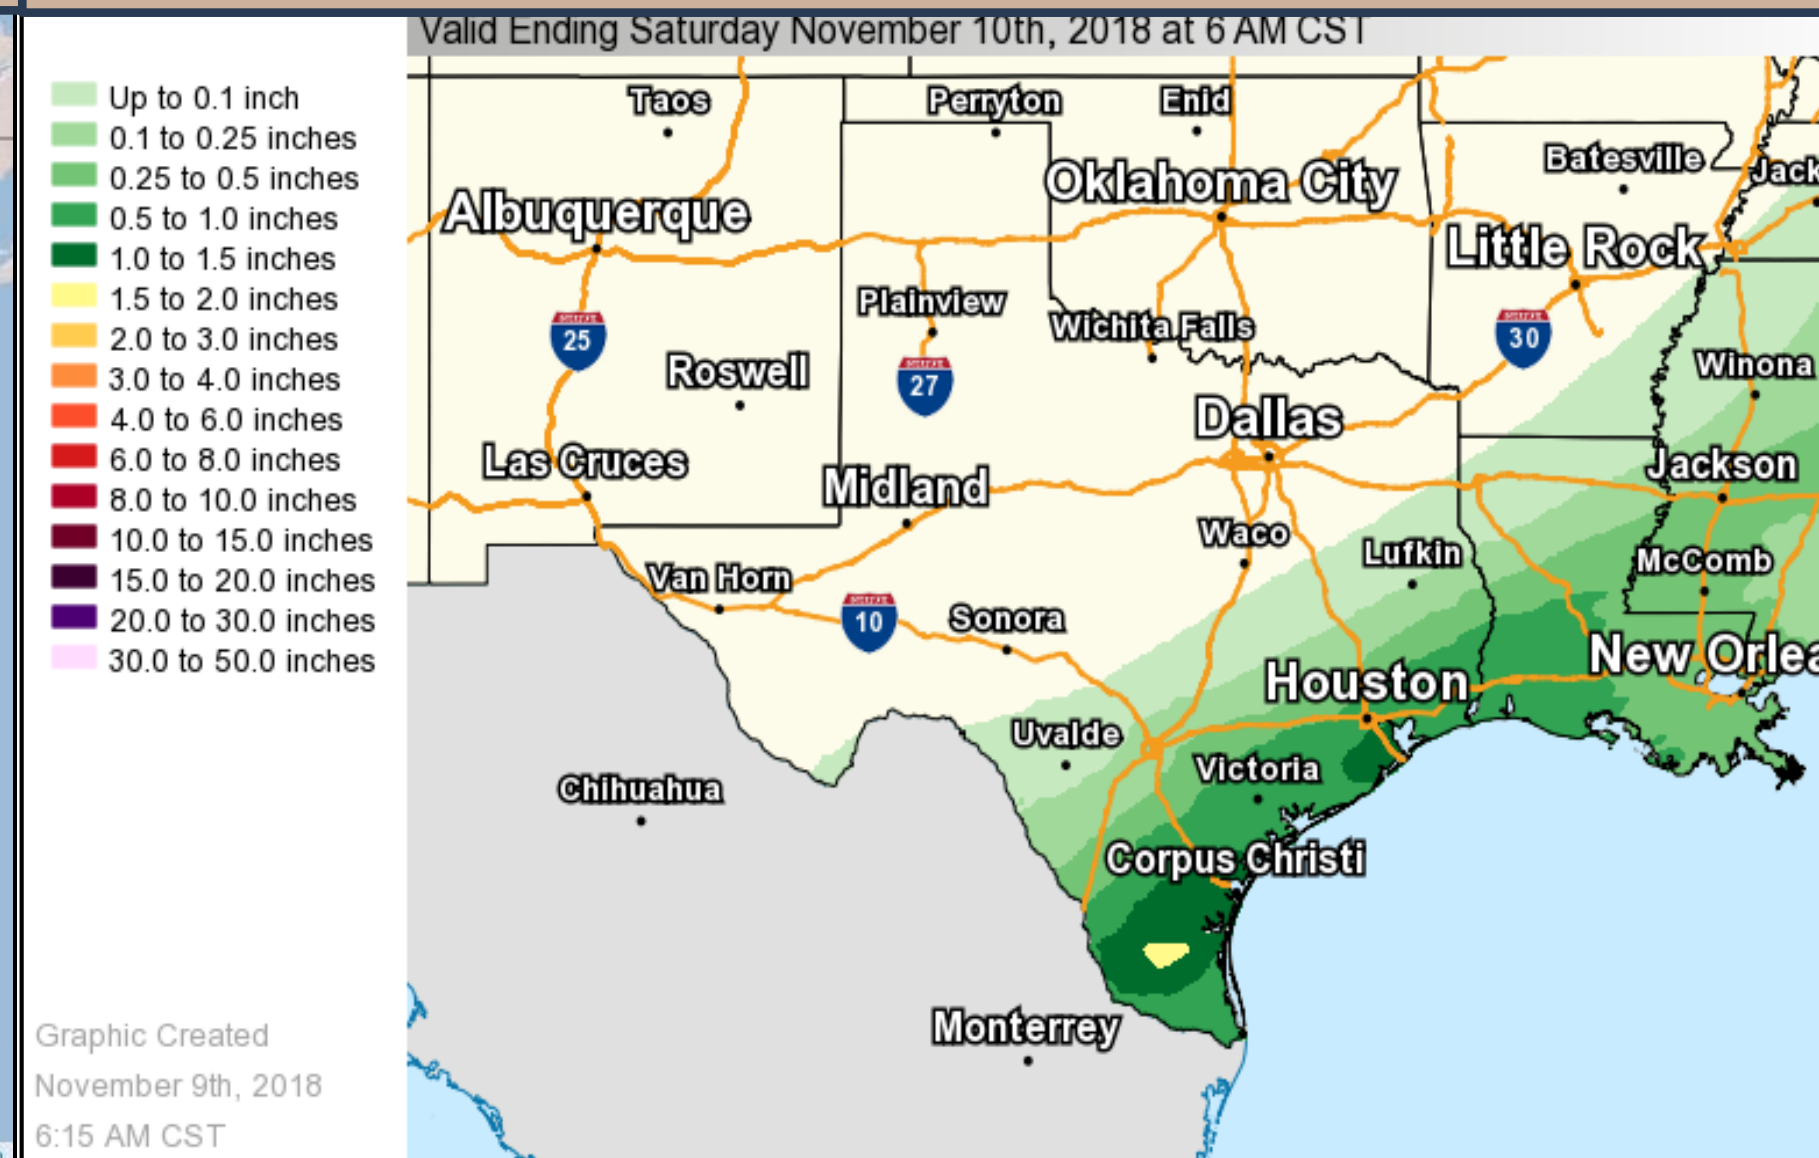 Valid Ending Saturday November 10th, 2018 at 6 AM CST
Up to 0.1 inch
0.1 to 0.25 inches
0.25 to 0.5 inches
0.5 to 1.0 inches
1.0 to 1.5 inches
1.5 to 2.0 inches
2.0 to 3.0 inches
3.0 to 4.0 inches
4.0 to 6.0 inches
6.0 to 8.0 inches
8.0 to 10.0 inches
10.0 to 15.0 inches
15.0 to 20.0 inches
20.0 to 30.0 inches
30.0 to 50.0 inches
Graphic Created
November 9th, 2018
6:15 AM CST
Taos
Perryton
Enid
Batesville
Jack
Oklahoma City
Albuquerque
Little Rock
Plainview
Wichita Falls
25
30
Roswell
27
Winona
Dallas
Las Cruces
Midland
Jackson
Waco
Lufkin
McComb
Van Horn
10
Sonora
New Orlea
Houston
Uvalde
Victoria
Chihuahua
Corpus Christi
Monterrey